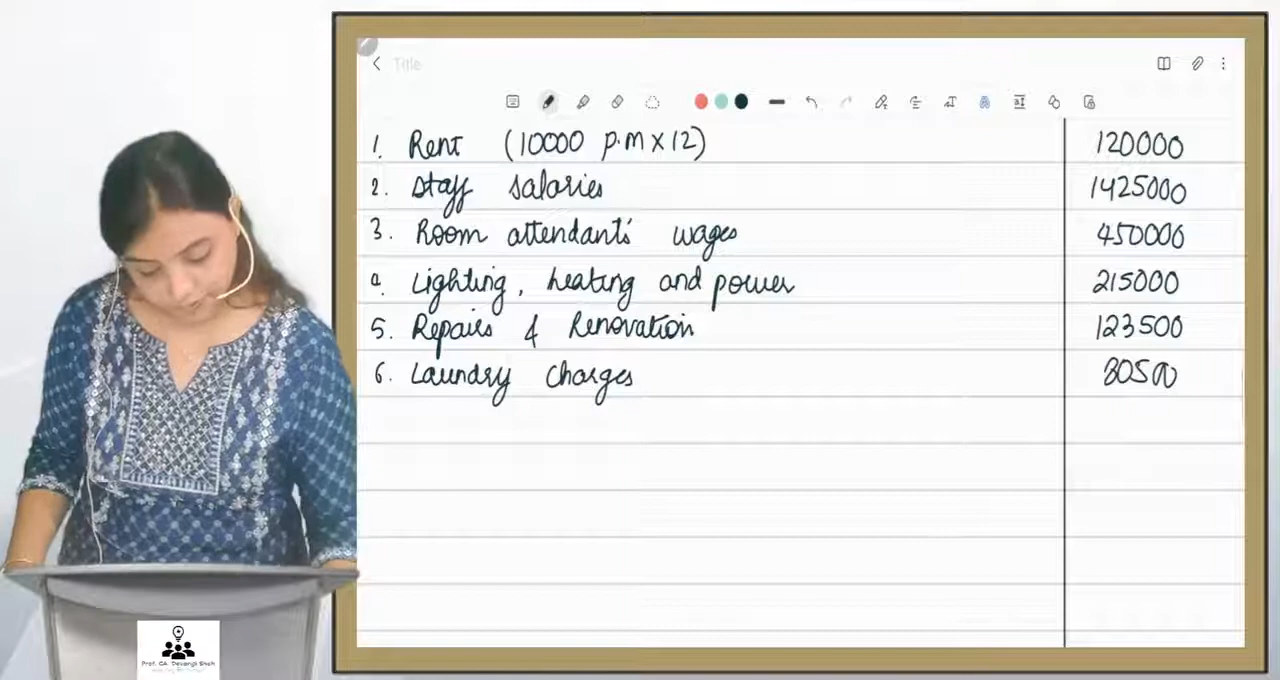 Title
1. Rent (10000 p.m x 12) 120000
2. Staff salaries 1425000
3. Room attendants' wages 450000
4. Lighting, heating and power 215000
5. Repairs & Renovation 123500
6. Laundry charges 80500
Prof. CA Devangi Shah